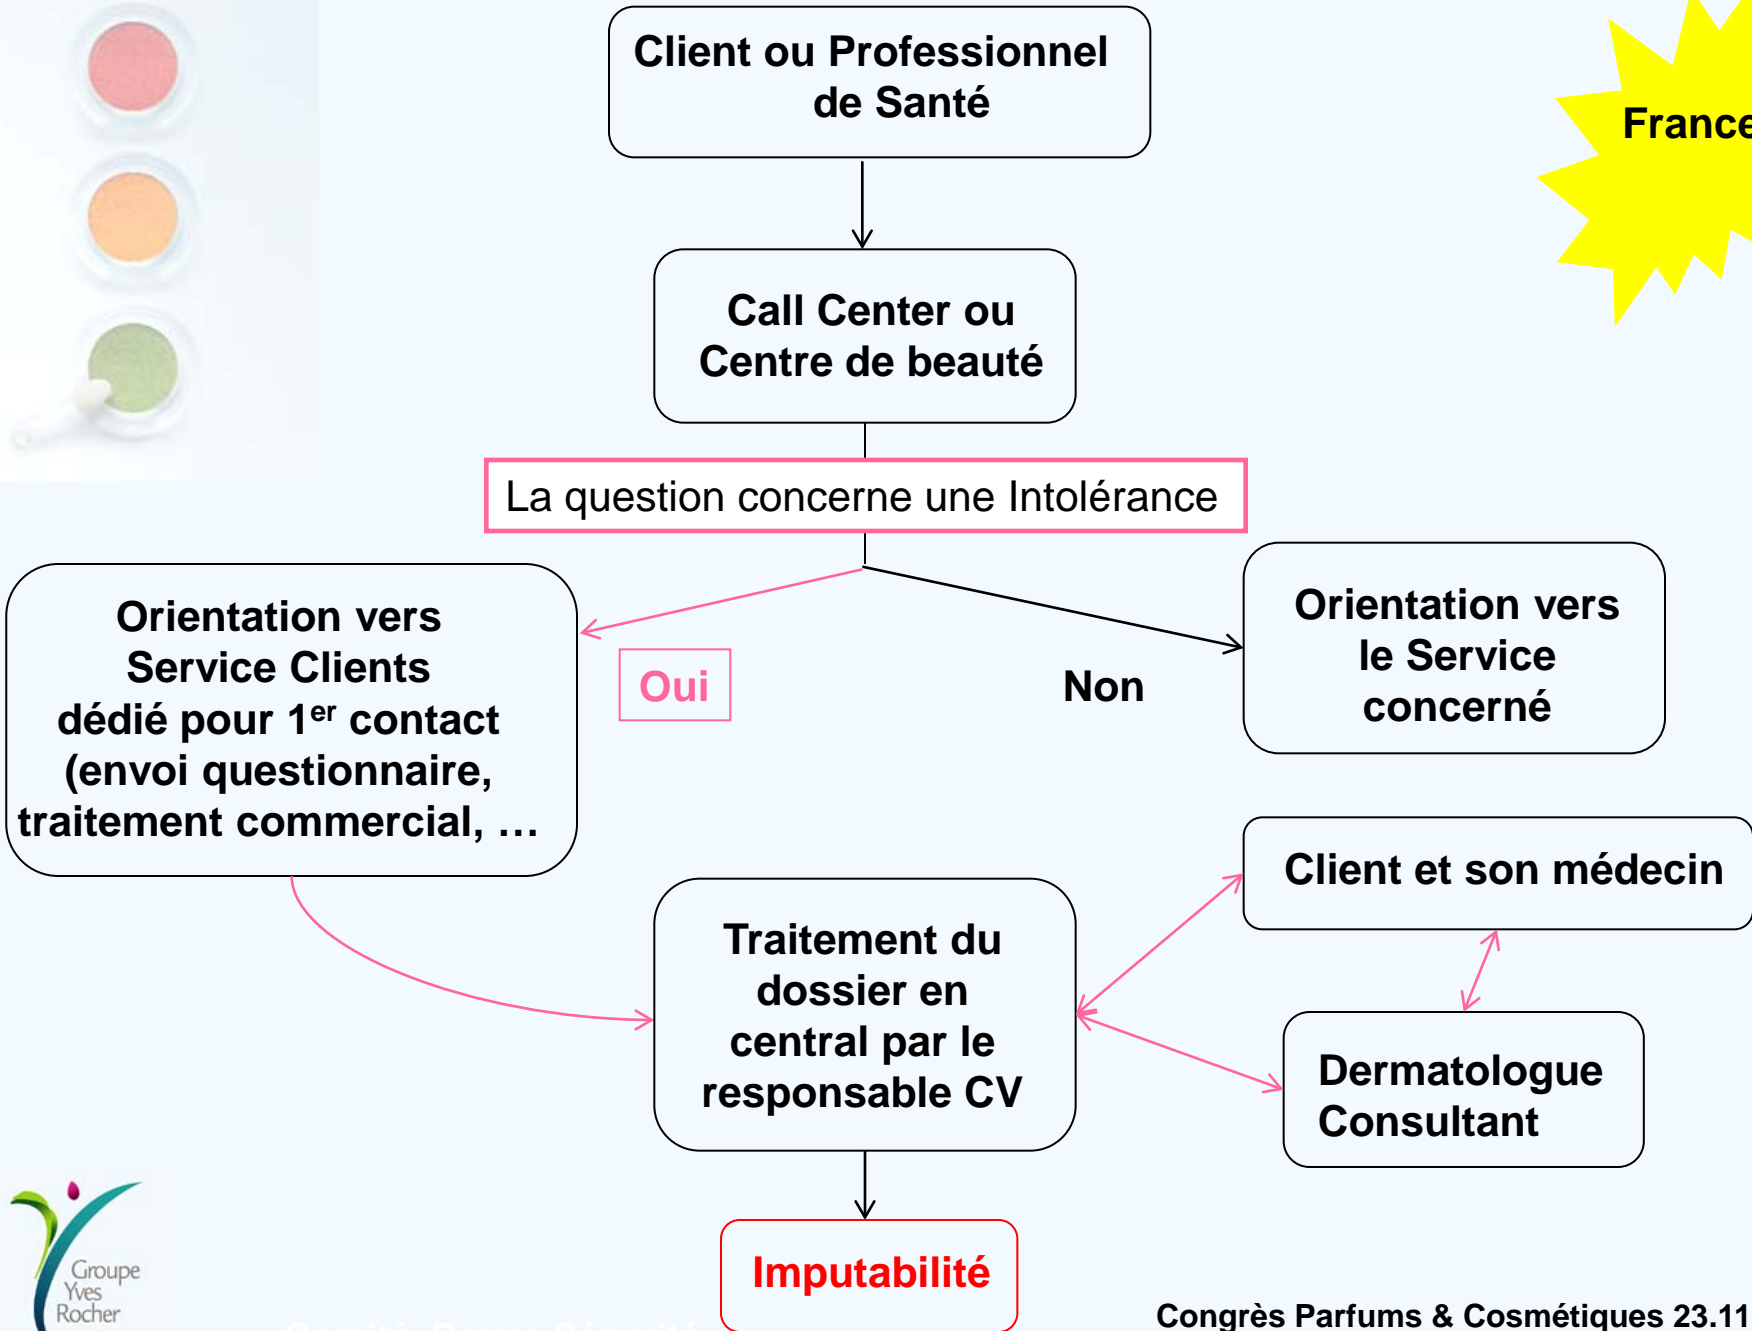 Client ou Professionnel
de Santé
France
Call Center ou
Centre de beauté
La question concerne une Intolérance
Orientation vers
Service Clients
dédié pour 1er contact
(envoi questionnaire,
traitement commercial, …
Oui
Non
Orientation vers
le Service
concerné
Client et son médecin
Traitement du
dossier en
central par le
responsable CV
Dermatologue
Consultant
Imputabilité
Groupe
Yves
Rocher
Congrès Parfums & Cosmétiques 23.11